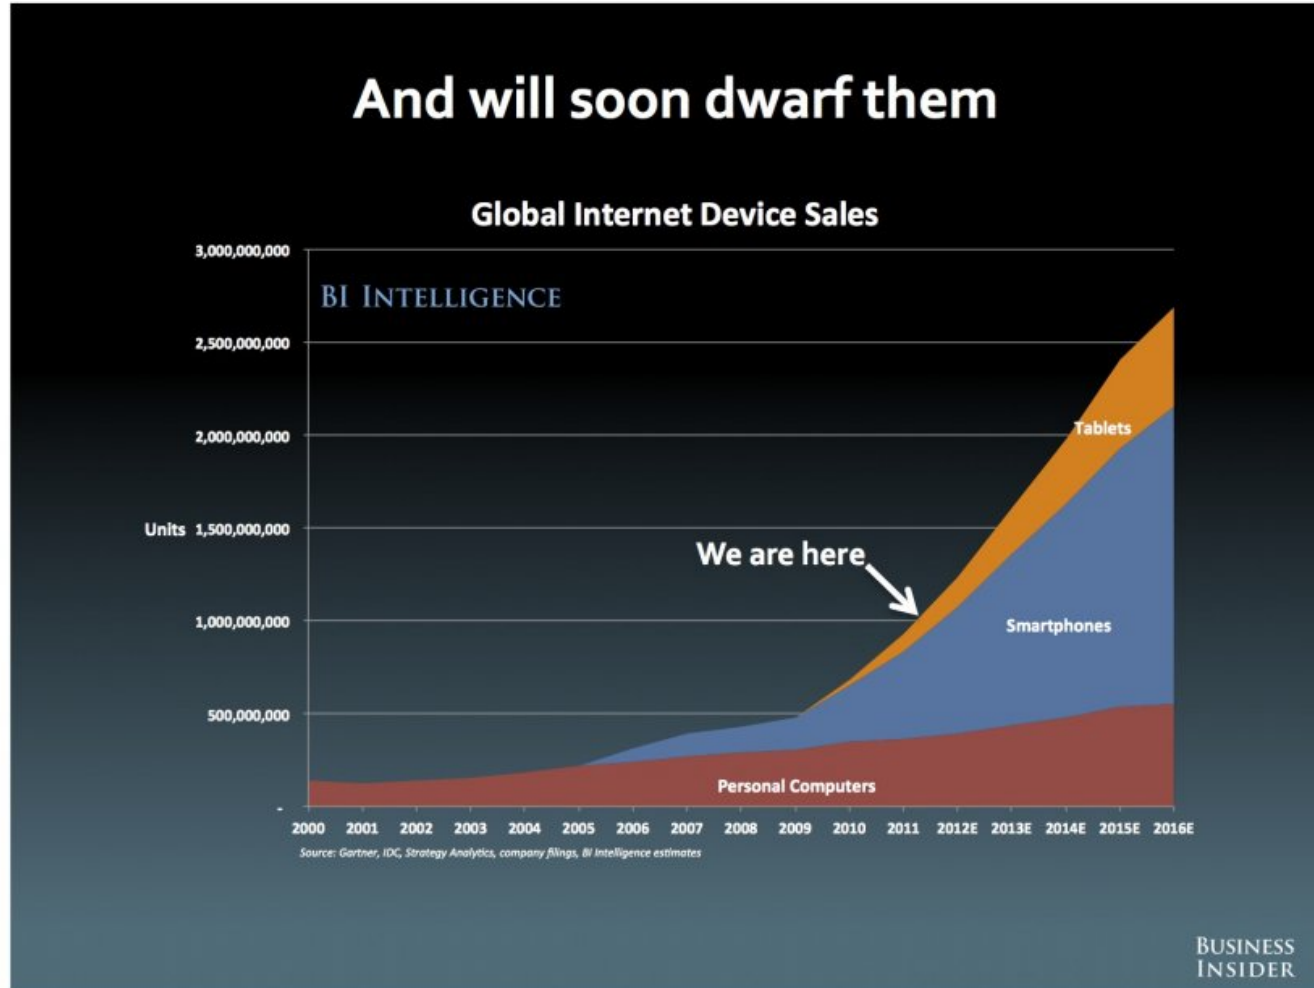 And will soon dwarf them
Global Internet Device Sales
3,000,000,000
BI INTELLIGENCE
2,500,000,000
2,000,000,000
Tablets
Units 1,500,000,000
We are here
1,000,000,000
Smartphones
500,000,000
Personal Computers
-
2000 2001 2002 2003 2004 2005 2006 2007 2008 2009 2010 2011 2012E 2013E 2014E 2015E 2016E
Source: Gartner, IDC, Strategy Analytics, company filings, BI Intelligence estimates
BUSINESS
INSIDER